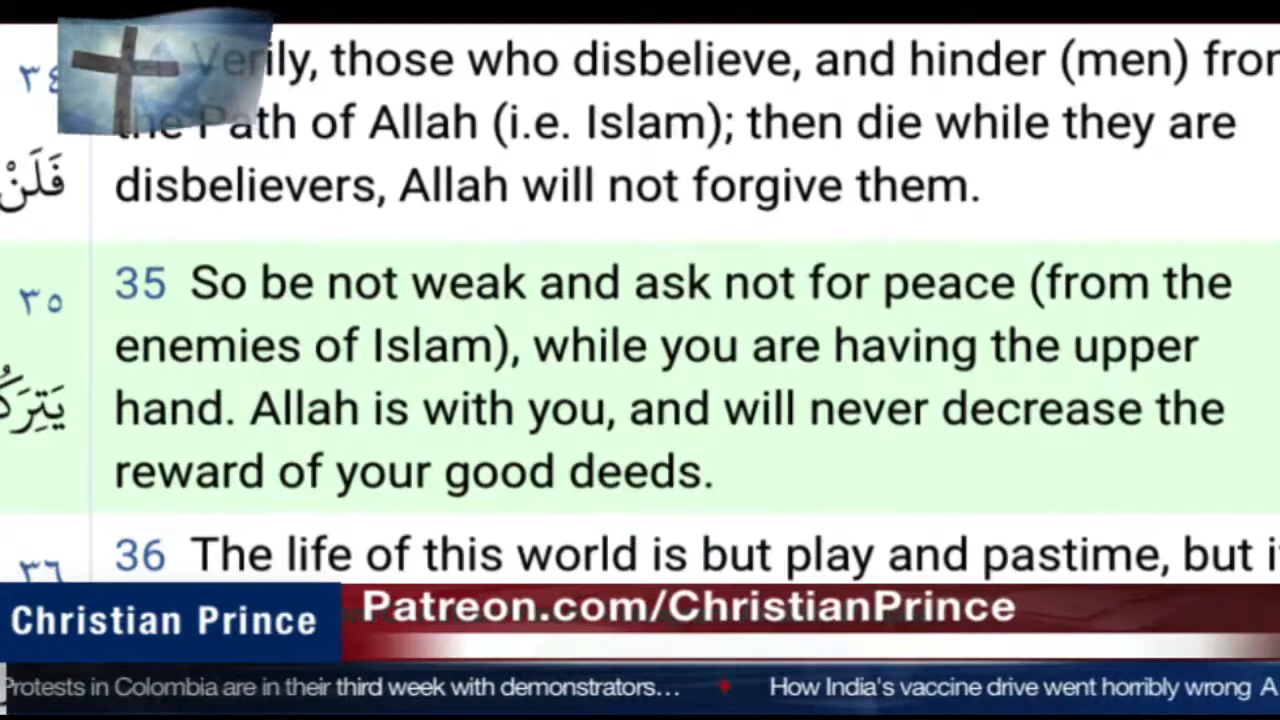 ٣٤ Verily, those who disbelieve, and hinder (men) from
the Path of Allah (i.e. Islam); then die while they are
فَلَنْ disbelievers, Allah will not forgive them.
٣٥ 35 So be not weak and ask not for peace (from the
enemies of Islam), while you are having the upper
hand. Allah is with you, and will never decrease the
reward of your good deeds.
٣٦ 36 The life of this world is but play and pastime, but
Christian Prince
Patreon.com/ChristianPrince
Protests in Colombia are in their third week with demonstrators... How India's vaccine drive went horribly wrong A